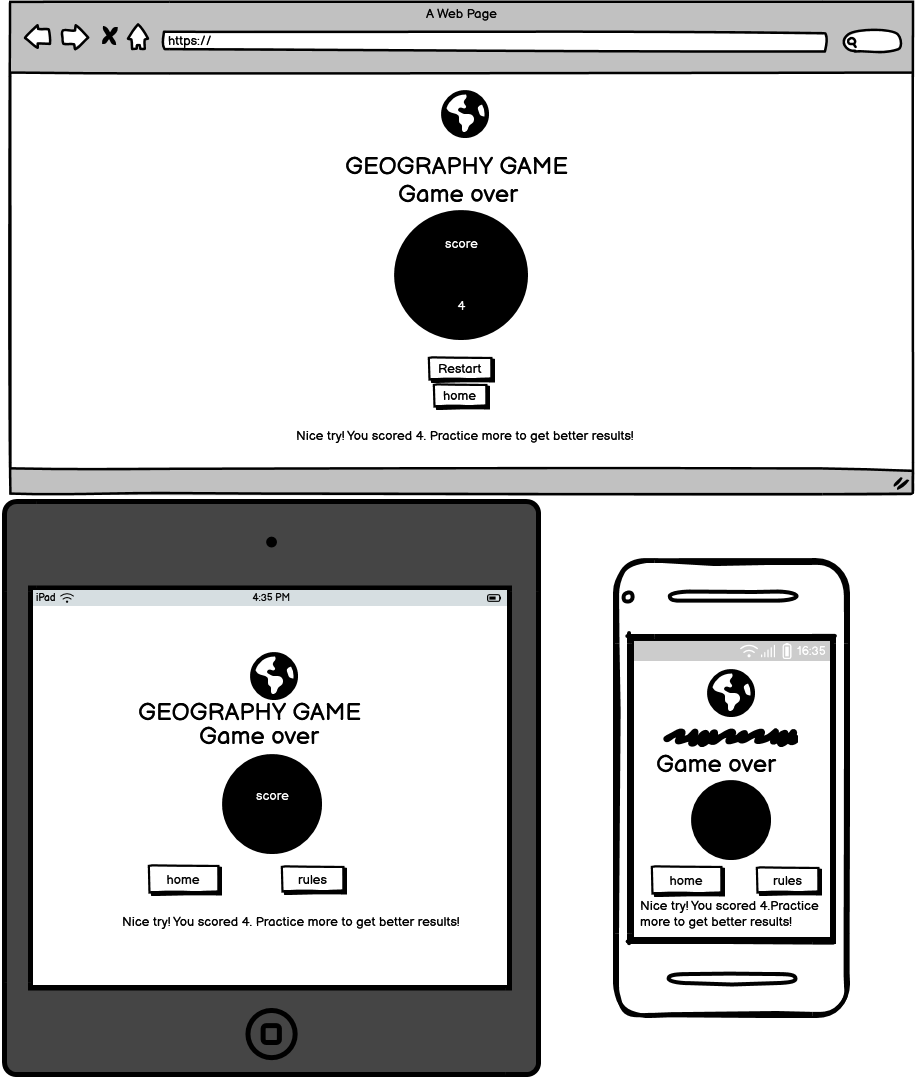 A Web Page
https://
GEOGRAPHY GAME
Game over
score
4
Restart
home
Nice try! You scored 4. Practice more to get better results!
iPad
4:35 PM
GEOGRAPHY GAME
Game over
score
home
rules
Nice try! You scored 4. Practice more to get better results!
16:35
Game over
home
rules
Nice try! You scored 4.Practice
more to get better results!